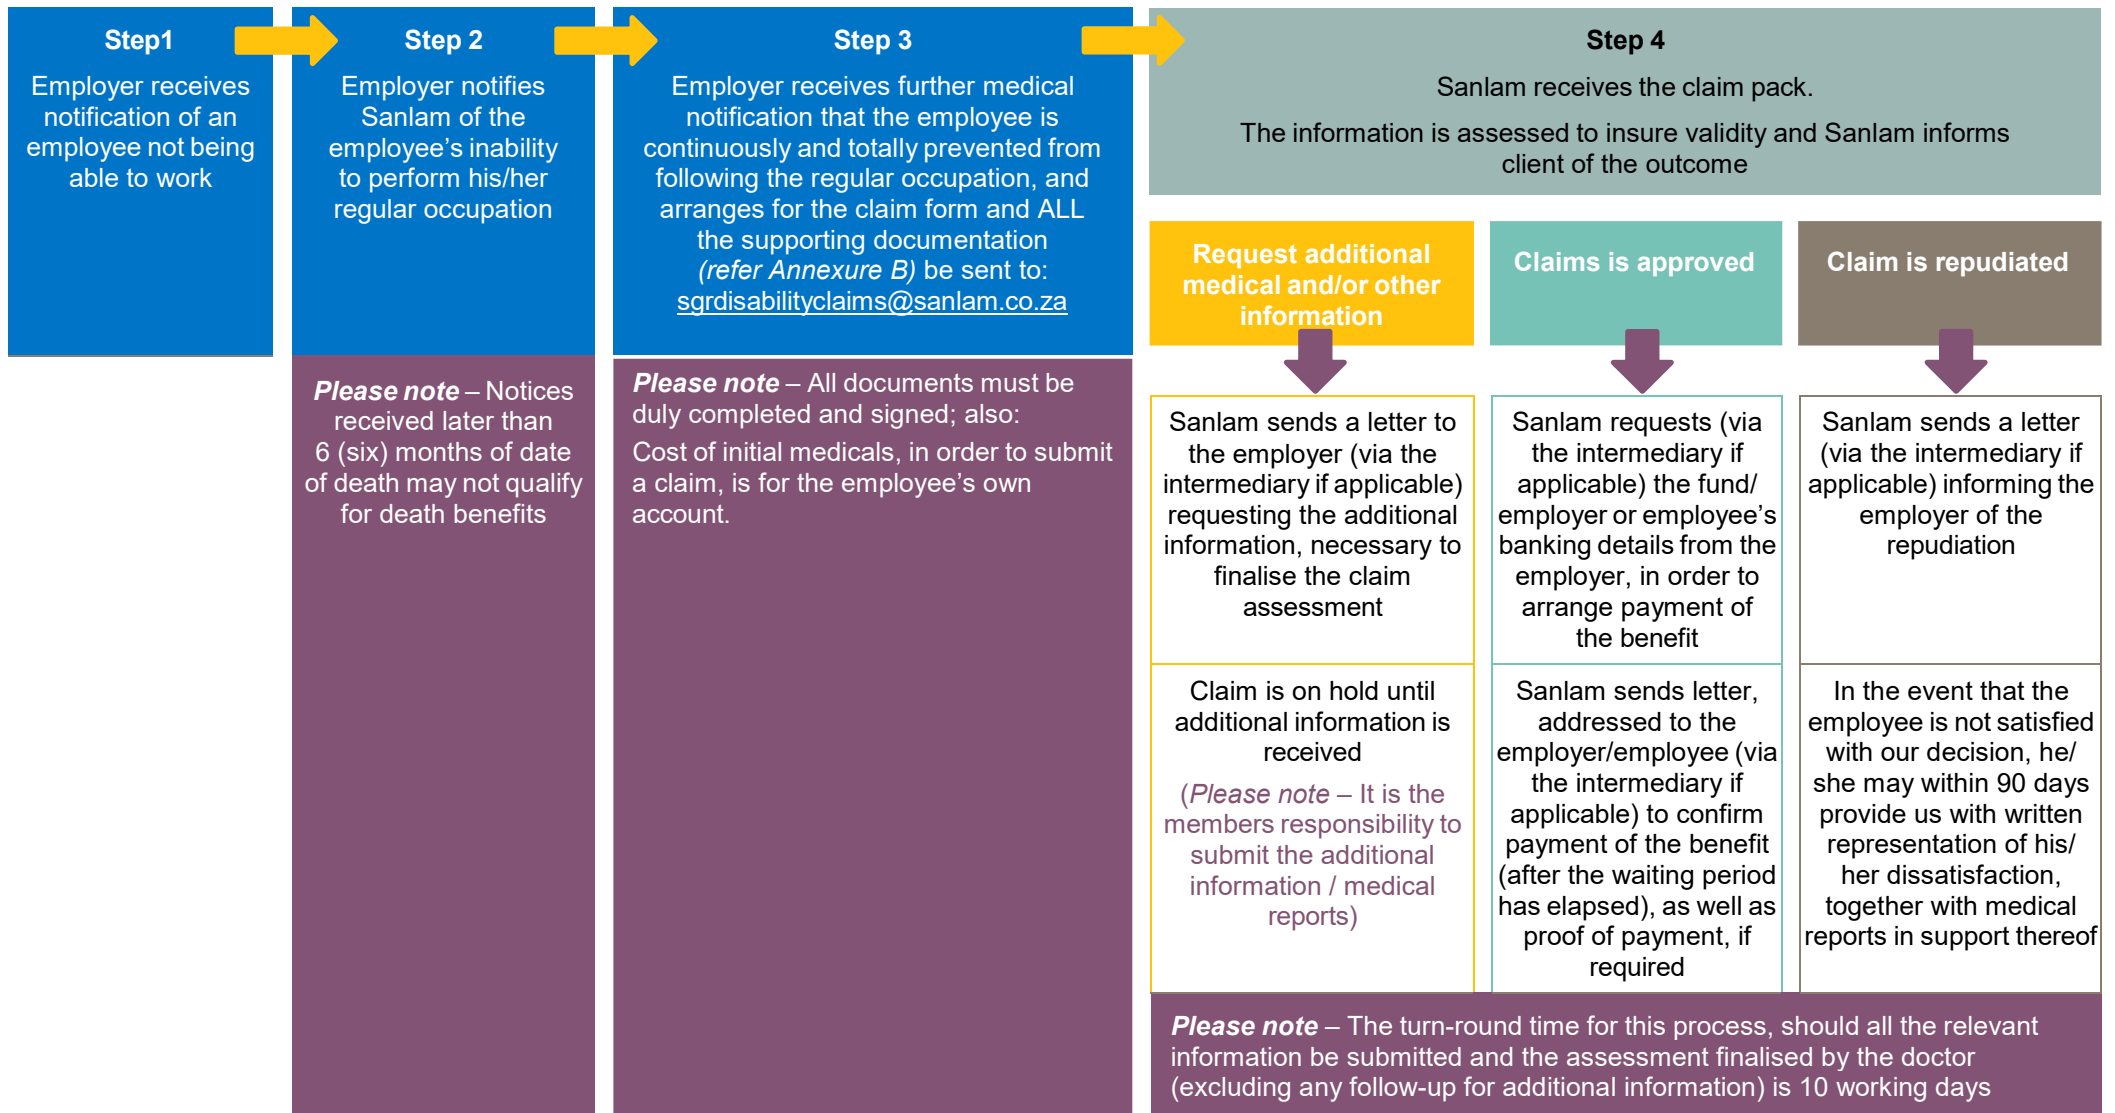 Step1
Employer receives
notification of an
employee not being
able to work
Step 2
Employer notifies
Sanlam of the
employee’s inability
to perform his/her
regular occupation
Please note – Notices
received later than
6 (six) months of date
of death may not qualify
for death benefits
Step 3
Employer receives further medical
notification that the employee is
continuously and totally prevented from
following the regular occupation, and
arranges for the claim form and ALL
the supporting documentation
(refer Annexure B) be sent to:
sgrdisabilityclaims@sanlam.co.za
Please note – All documents must be
duly completed and signed; also:
Cost of initial medicals, in order to submit
a claim, is for the employee’s own
account.
Step 4
Sanlam receives the claim pack.
The information is assessed to insure validity and Sanlam informs
client of the outcome
Request additional
medical and/or other
information
Sanlam sends a letter to
the employer (via the
intermediary if applicable)
requesting the additional
information, necessary to
finalise the claim
assessment
Claim is on hold until
additional information is
received
(Please note – It is the
members responsibility to
submit the additional
information / medical
reports)
Claims is approved
Sanlam requests (via
the intermediary if
applicable) the fund/
employer or employee’s
banking details from the
employer, in order to
arrange payment of
the benefit
Sanlam sends letter,
addressed to the
employer/employee (via
the intermediary if
applicable) to confirm
payment of the benefit
(after the waiting period
has elapsed), as well as
proof of payment, if
required
Claim is repudiated
Sanlam sends a letter
(via the intermediary if
applicable) informing the
employer of the
repudiation
In the event that the
employee is not satisfied
with our decision, he/
she may within 90 days
provide us with written
representation of his/
her dissatisfaction,
together with medical
reports in support thereof
Please note – The turn-round time for this process, should all the relevant
information be submitted and the assessment finalised by the doctor
(excluding any follow-up for additional information) is 10 working days